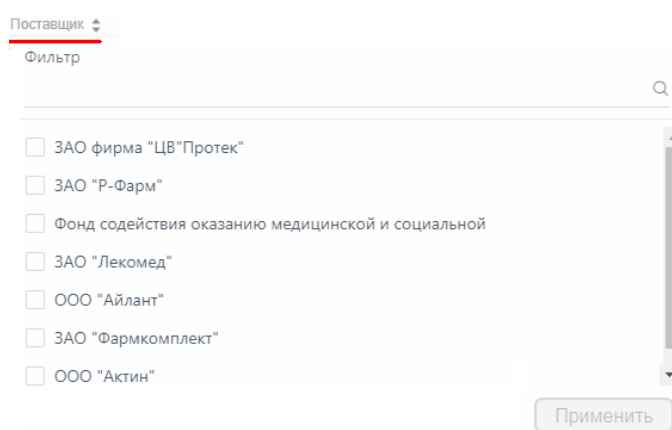 Поставщик
Фильтр
ЗАО фирма "ЦВ"Протек"
ЗАО "Р-Фарм"
Фонд содействия оказанию медицинской и социальной
ЗАО "Лекомед"
ООО "Айлант"
ЗАО "Фармкомплект"
ООО "Актин"
Применить